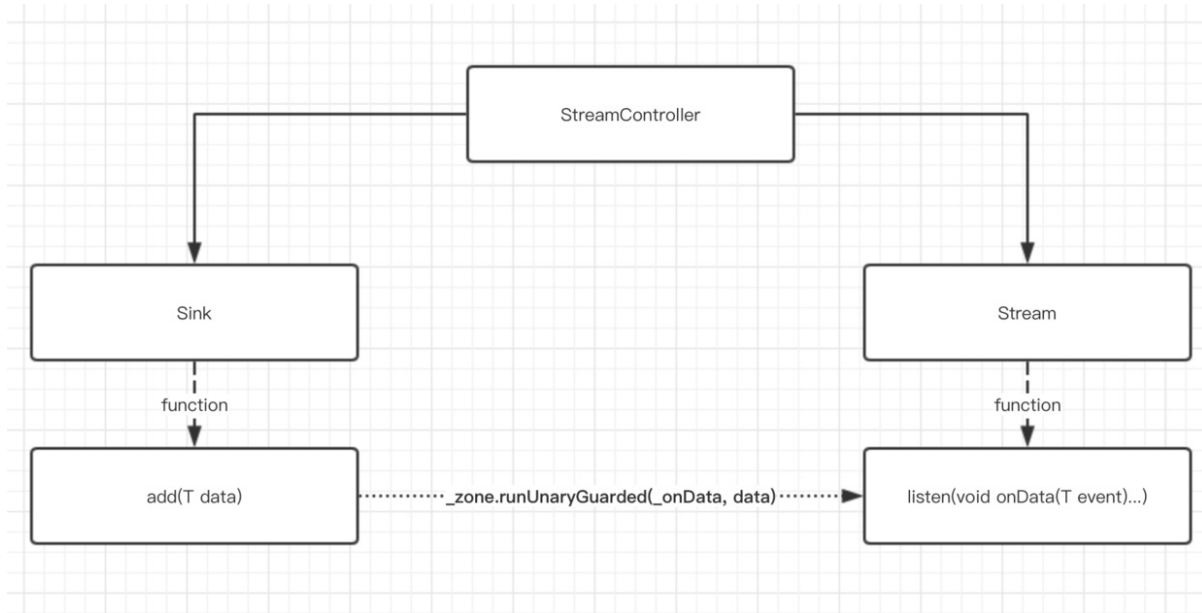 StreamController
Sink
Stream
function
function
add(T data)
_zone.runUnaryGuarded(_onData, data)
listen(void onData(T event)...)